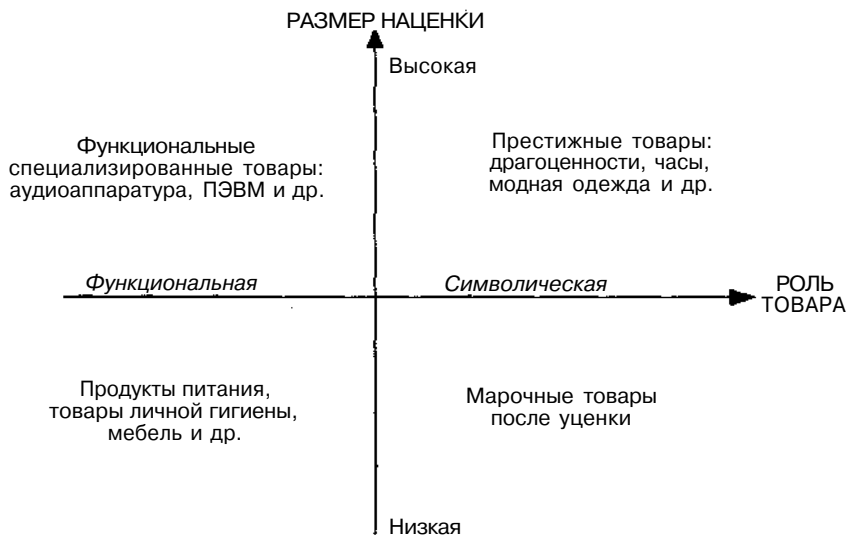 РАЗМЕР НАЦЕНКИ
Высокая
Функциональные
специализированные товары:
аудиоаппаратура, ПЭВМ и др.
Престижные товары:
драгоценности, часы,
модная одежда и др.
Функциональная
Символическая
РОЛЬ
ТОВАРА
Продукты питания,
товары личной гигиены,
мебель и др.
Марочные товары
после уценки
Низкая